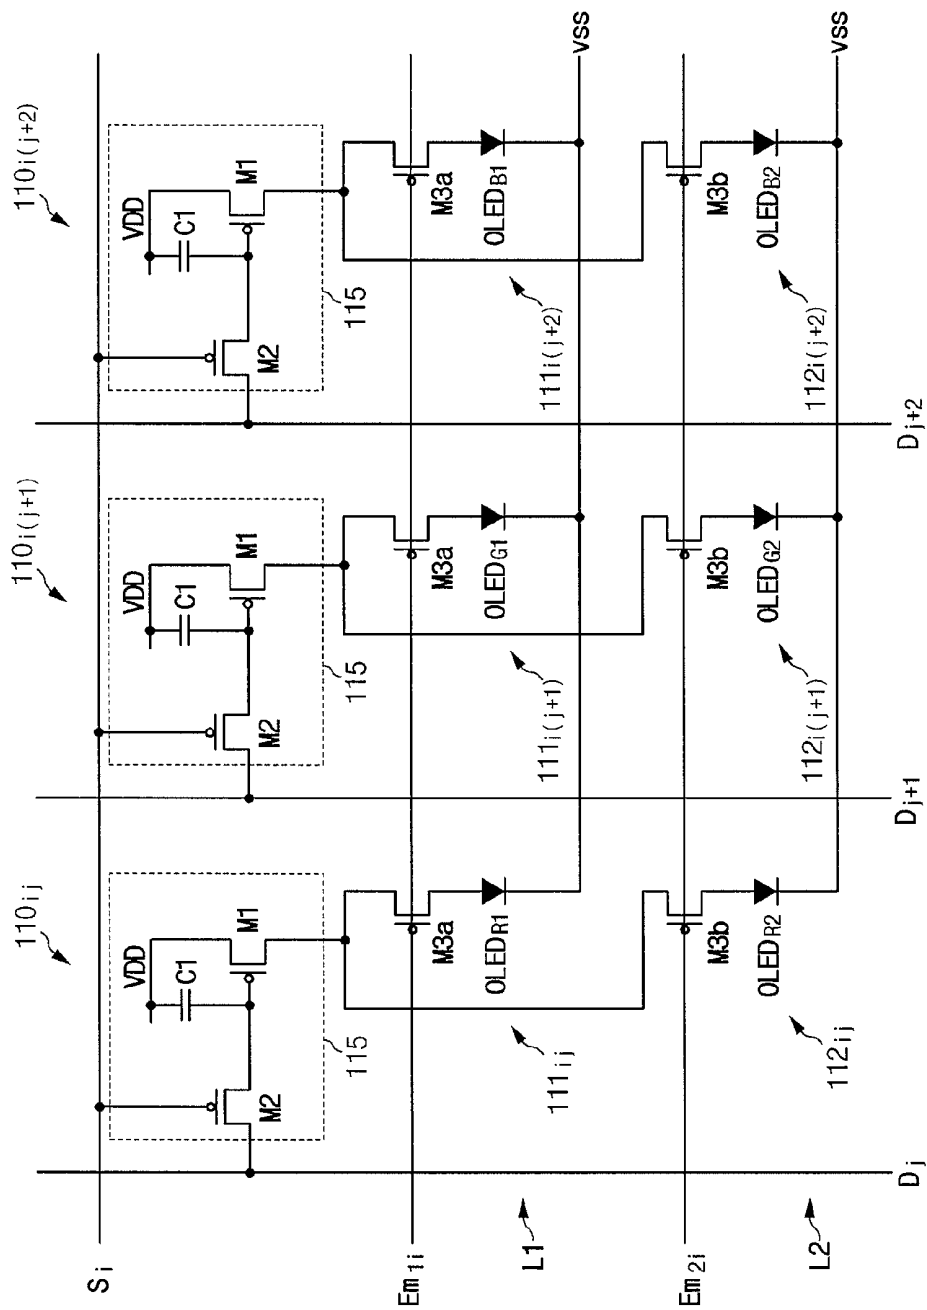 110ij
110i(j+1)
110i(j+2)
Si
VDD
C1
M1
M2
115
VDD
C1
M1
M2
115
VDD
C1
M1
M2
115
Em1i
M3a
OLEDR1
111ij
M3a
OLEDG1
111i(j+1)
M3a
OLEDB1
111i(j+2)
L1
VSS
Em2i
M3b
OLEDR2
112ij
M3b
OLEDG2
112i(j+1)
M3b
OLEDB2
112i(j+2)
L2
VSS
Dj
Dj+1
Dj+2